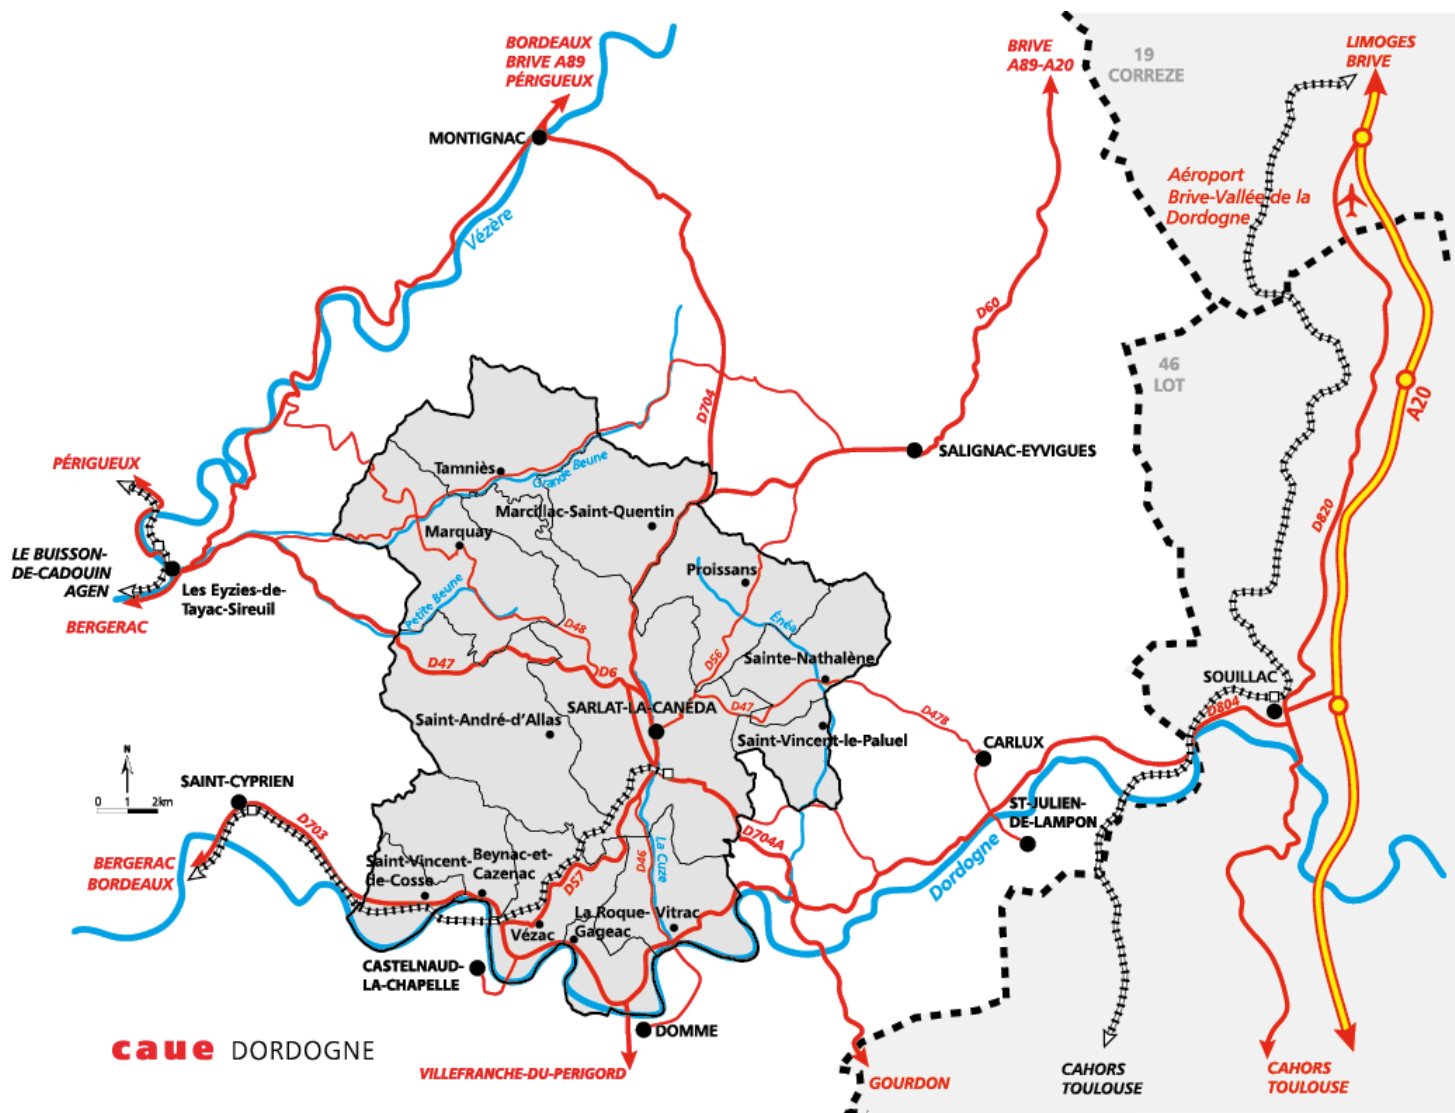 BORDEAUX
BRIVE A89
PÉRIGUEUX
BRIVE
A89-A20
19
CORREZE
LIMOGES
BRIVE
MONTIGNAC
Aéroport
Brive-Vallée de la
Dordogne
Vézère
D60
46
LOT
D704
A20
SALIGNAC-EYVIGUES
PÉRIGUEUX
Tamniès
Grande Beune
Marcillac-Saint-Quentin
D820
Marquay
LE BUISSON-
DE-CADOUIN
AGEN
Les Eyzies-de-
Tayac-Sireuil
BERGERAC
Proissans
Petite Beune
Énéa
D48
D47
D6
D56
Sainte-Nathalène
SOUILLAC
D804
SARLAT-LA-CANÉDA
D47
D478
Saint-André-d'Allas
Saint-Vincent-le-Paluel
CARLUX
N
0 1 2km
SAINT-CYPRIEN
D703
ST-JULIEN-
DE-LAMPON
D704A
BERGERAC
BORDEAUX
Saint-Vincent-
de-Cosse
Beynac-et-
Cazenac
D57
D46
La Cuze
Dordogne
La Roque-
Gageac
Vitrac
Vézac
CASTELNAUD-
LA-CHAPELLE
DOMME
caue DORDOGNE
VILLEFRANCHE-DU-PERIGORD
GOURDON
CAHORS
TOULOUSE
CAHORS
TOULOUSE